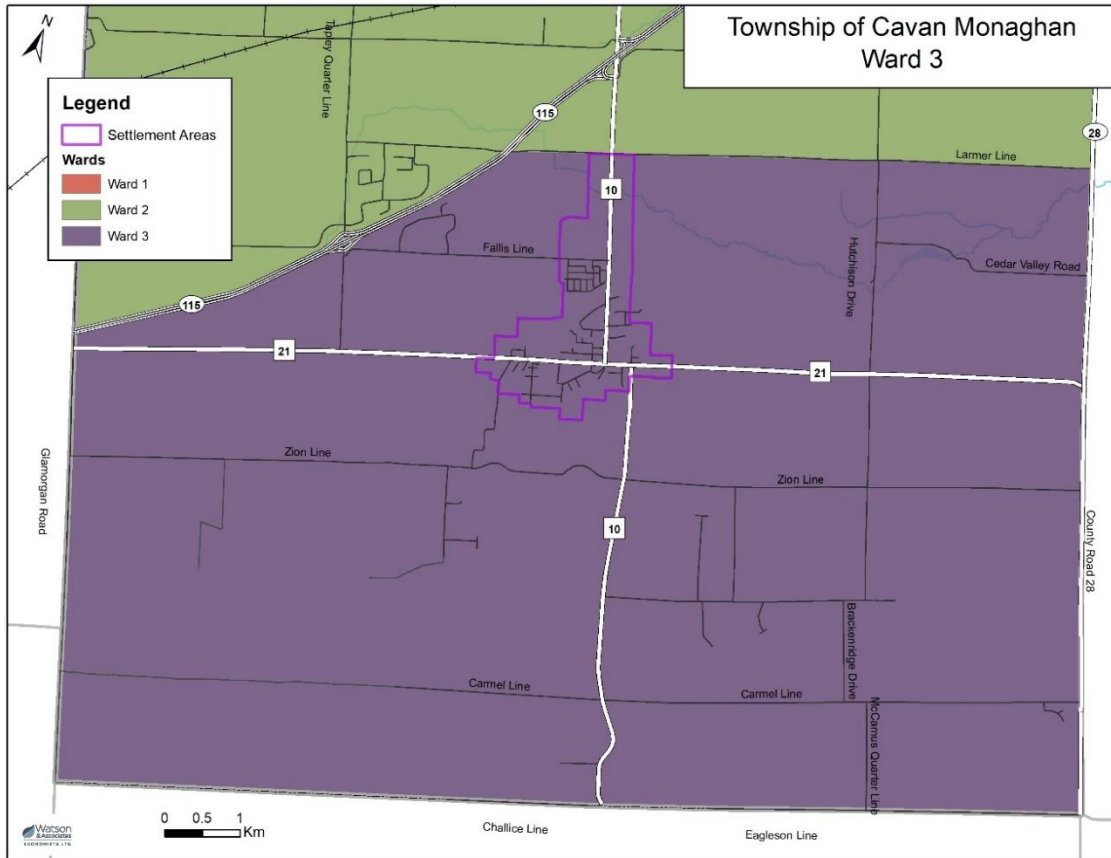 Township of Cavan Monaghan
Ward 3
N
Tapley Quarter Line
Legend
Settlement Areas
Wards
Ward 1
Ward 2
Ward 3
115
28
Larmer Line
10
Fallis Line
Hutchison Drive
Cedar Valley Road
115
21
21
Glamorgan Road
Zion Line
Zion Line
10
County Road 28
Brackenridge Drive
Carmel Line
Carmel Line
McCamus Quarter Line
Watson
& Associates
ECONOMISTS LTD.
0 0.5 1
Km
Challice Line
Eagleson Line